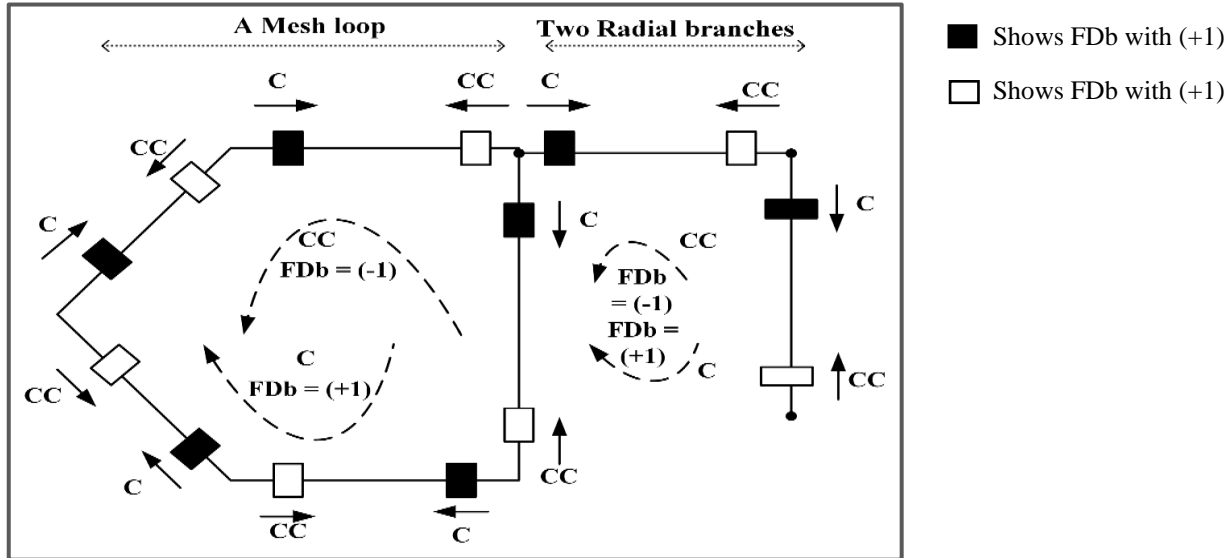 A Mesh loop
Two Radial branches
Shows FDb with (+1)
Shows FDb with (+1)
C
CC
C
CC
CC
C
C
C
CC
FDb = (-1)
CC
FDb
= (-1)
FDb =
(+1)
C
C
FDb = (+1)
CC
CC
CC
C
CC
C